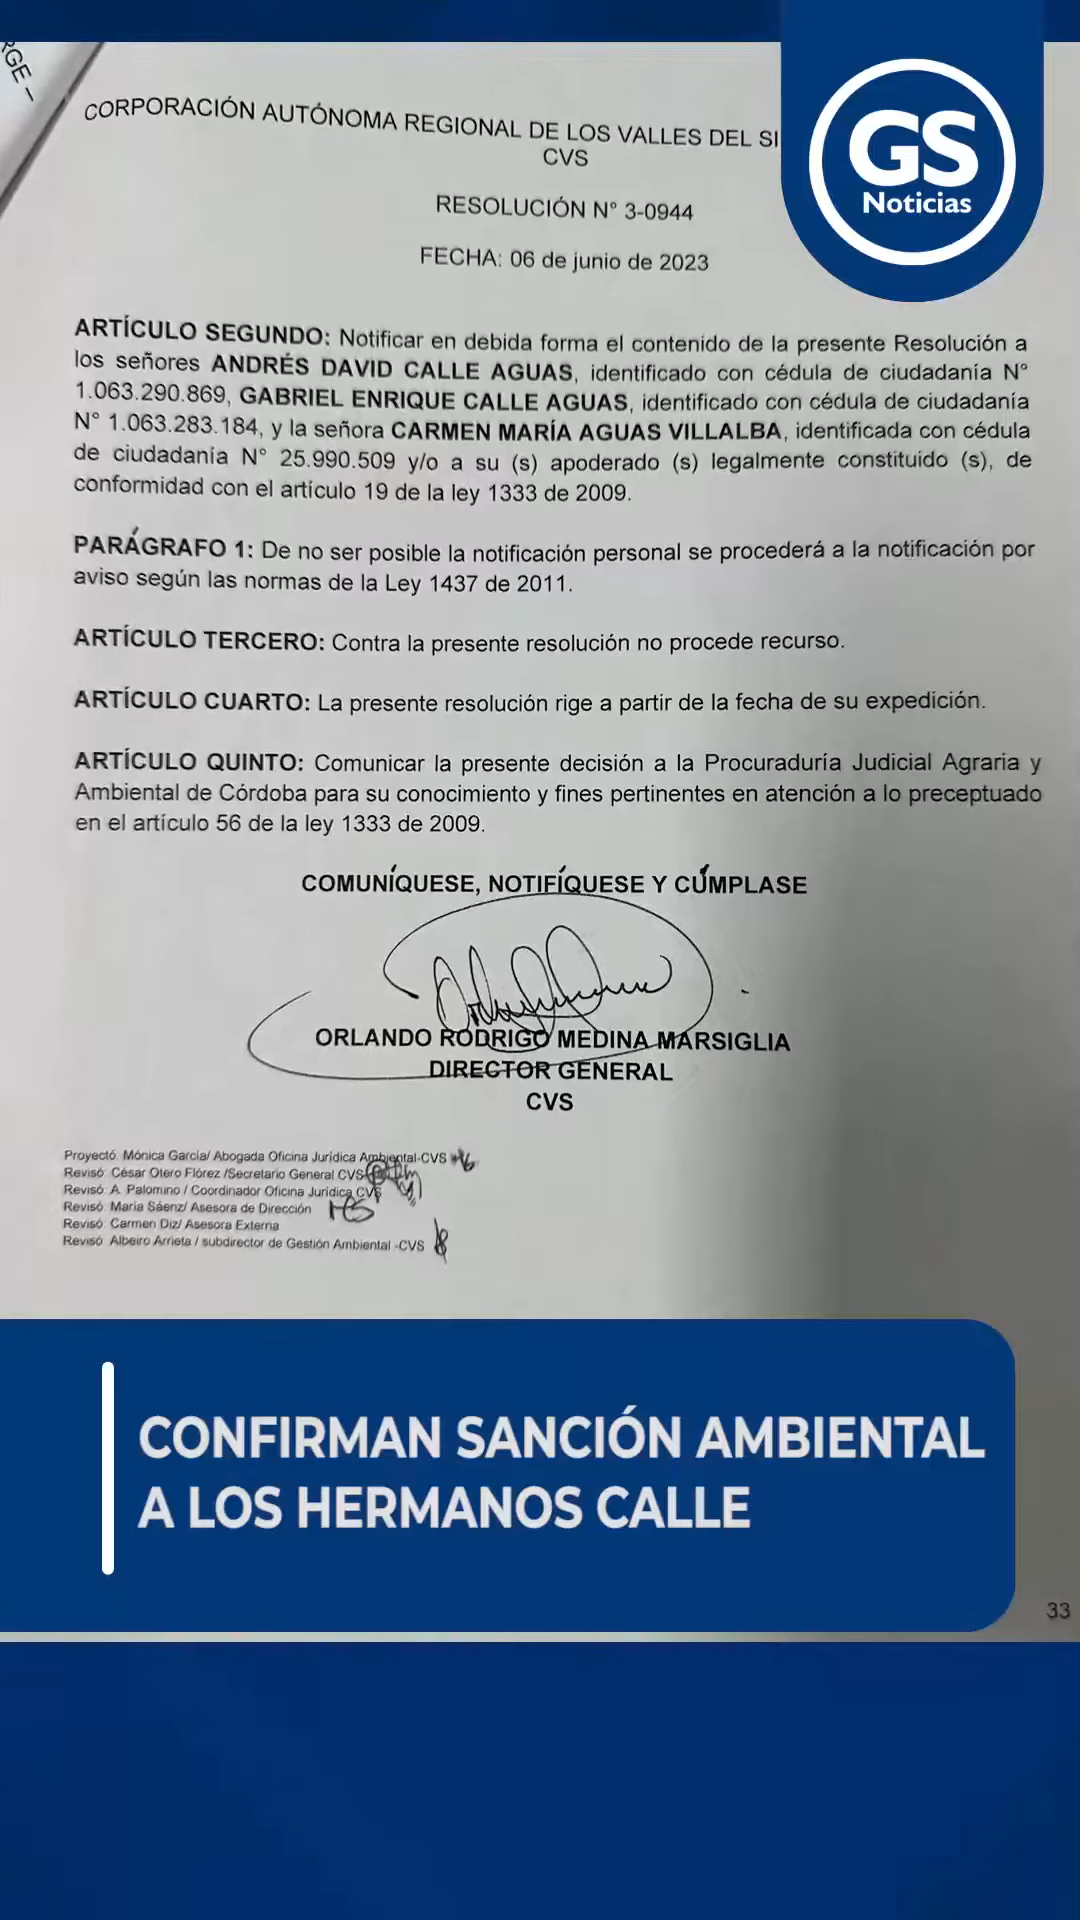 RGE –
CORPORACIÓN AUTÓNOMA REGIONAL DE LOS VALLES DEL SI
CVS
GS
Noticias
RESOLUCIÓN N° 3-0944
FECHA: 06 de junio de 2023
ARTÍCULO SEGUNDO: Notificar en debida forma el contenido de la presente Resolución a
los señores ANDRÉS DAVID CALLE AGUAS, identificado con cédula de ciudadanía N°
1.063.290.869, GABRIEL ENRIQUE CALLE AGUAS, identificado con cédula de ciudadanía
N° 1.063.283.184, y la señora CARMEN MARÍA AGUAS VILLALBA, identificada con cédula
de ciudadanía N° 25.990.509 y/o a su (s) apoderado (s) legalmente constituido (s), de
conformidad con el artículo 19 de la ley 1333 de 2009.
PARÁGRAFO 1: De no ser posible la notificación personal se procederá a la notificación por
aviso según las normas de la Ley 1437 de 2011.
ARTÍCULO TERCERO: Contra la presente resolución no procede recurso.
ARTÍCULO CUARTO: La presente resolución rige a partir de la fecha de su expedición.
ARTÍCULO QUINTO: Comunicar la presente decisión a la Procuraduría Judicial Agraria y
Ambiental de Córdoba para su conocimiento y fines pertinentes en atención a lo preceptuado
en el artículo 56 de la ley 1333 de 2009.
COMUNÍQUESE, NOTIFÍQUESE Y CÚMPLASE
ORLANDO RODRIGO MEDINA MARSIGLIA
DIRECTOR GENERAL
CVS
Proyectó: Mónica García/ Abogada Oficina Jurídica Ambiental-CVS
Revisó: César Otero Flórez /Secretario General CVS
Revisó: A. Palomino / Coordinador Oficina Jurídica CVS
Revisó: María Sáenz/ Asesora de Dirección
Revisó: Carmen Diz/ Asesora Externa
Revisó: Albeiro Arrieta / subdirector de Gestión Ambiental -CVS
CONFIRMAN SANCIÓN AMBIENTAL
A LOS HERMANOS CALLE
33